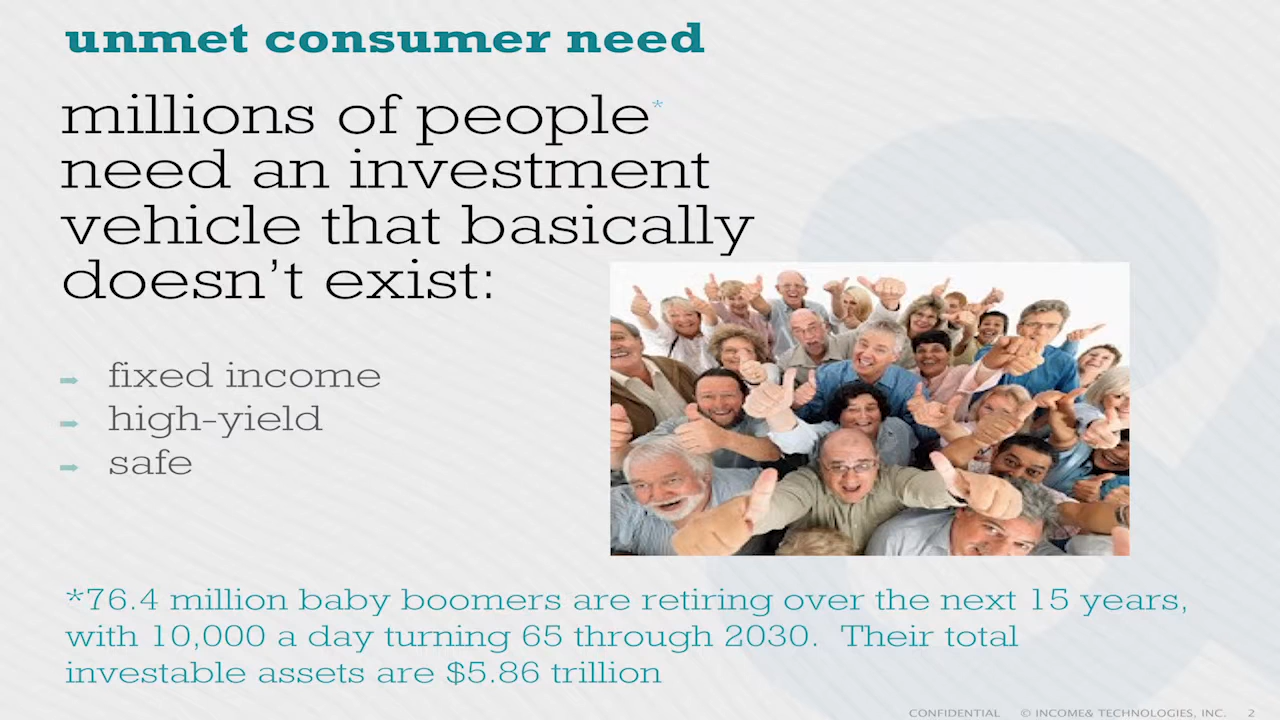 unmet consumer need
millions of people*
need an investment
vehicle that basically
doesn't exist:
fixed income
high-yield
safe
*76.4 million baby boomers are retiring over the next 15 years,
with 10,000 a day turning 65 through 2030. Their total
investable assets are $5.86 trillion
CONFIDENTIAL © INCOME& TECHNOLOGIES, INC. 2